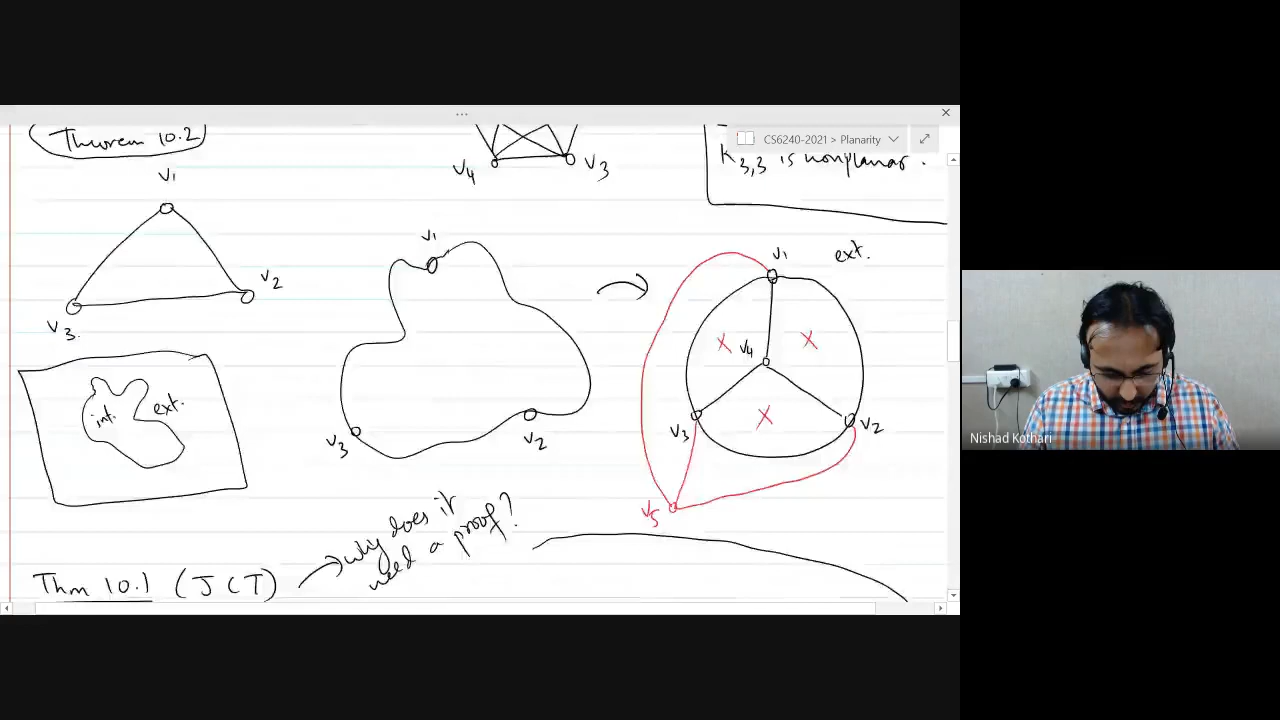 Theorem 10.2
V4
V3
CS6240-2021 > Planarity
K3,3 is nonplanar.
V1
V2
V3.
int.
ext.
V1
V3
V2
V1
ext.
X
X
V4
X
V3
V2
V5
Nishad Kothari
why does it
need a proof?
Thm 10.1 (JCT)